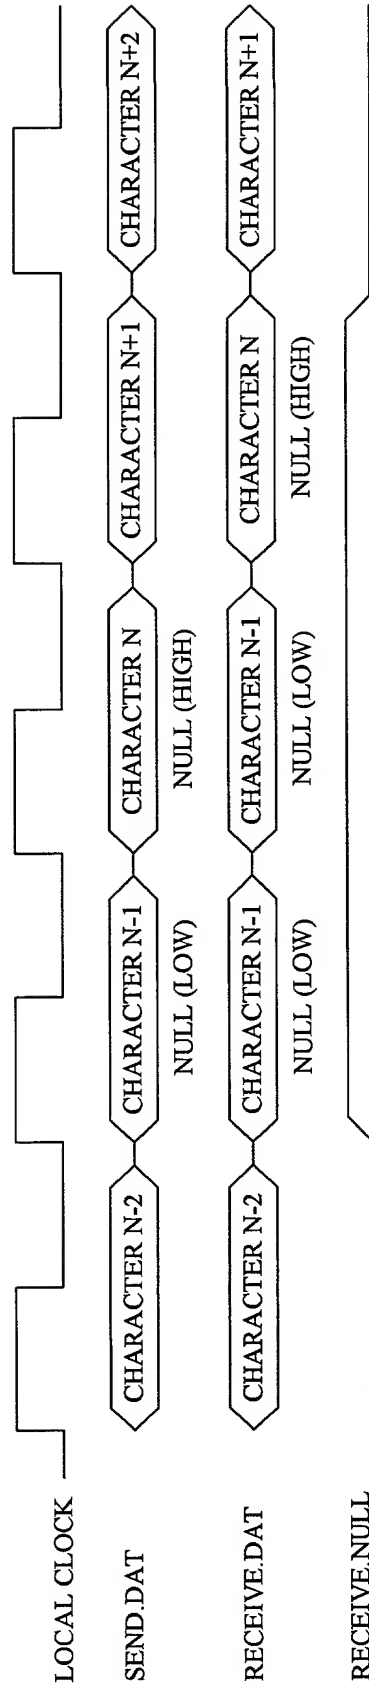 LOCAL CLOCK
SEND.DAT
CHARACTER N-2
CHARACTER N-1
CHARACTER N
CHARACTER N+1
CHARACTER N+2
NULL (LOW)
NULL (HIGH)
RECEIVE.DAT
CHARACTER N-2
CHARACTER N-1
CHARACTER N-1
CHARACTER N
CHARACTER N+1
NULL (LOW)
NULL (LOW)
NULL (HIGH)
RECEIVE.NULL